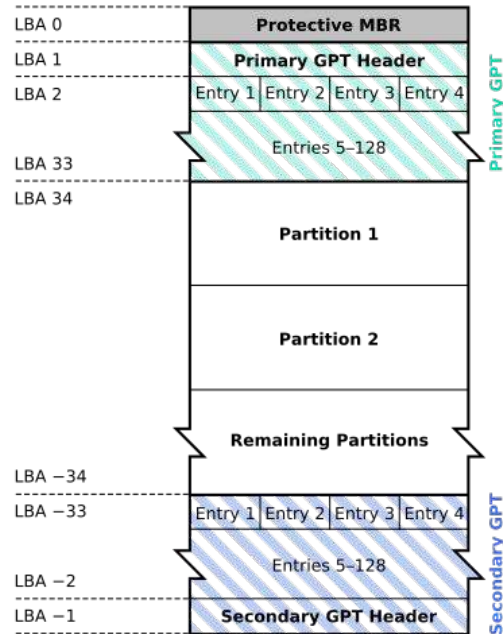 LBA 0
Protective MBR
LBA 1
Primary GPT Header
LBA 2
Entry 1 Entry 2 Entry 3 Entry 4
Entries 5–128
LBA 33
Primary GPT
LBA 34
Partition 1
Partition 2
Remaining Partitions
LBA −34
LBA −33
Entry 1 Entry 2 Entry 3 Entry 4
Entries 5–128
LBA −2
LBA −1
Secondary GPT Header
Secondary GPT